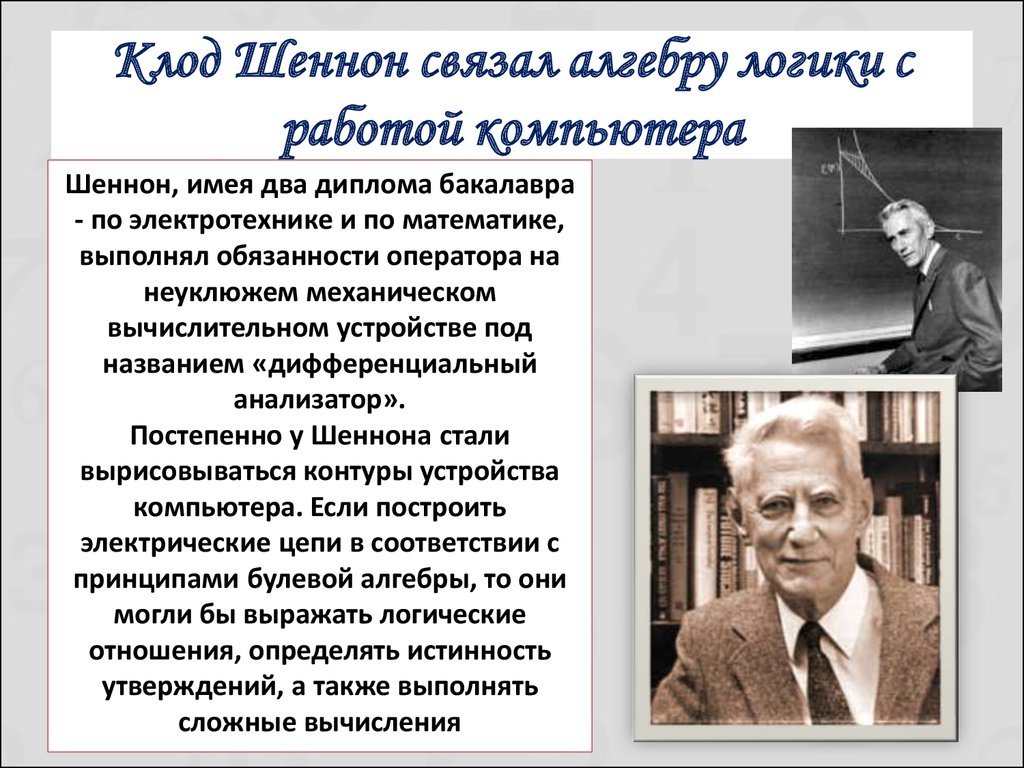 Клод Шеннон связал алгебру логики с
работой компьютера
Шеннон, имея два диплома бакалавра
- по электротехнике и по математике,
выполнял обязанности оператора на
неуклюжем механическом
вычислительном устройстве под
названием «дифференциальный
анализатор».
Постепенно у Шеннона стали
вырисовываться контуры устройства
компьютера. Если построить
электрические цепи в соответствии с
принципами булевой алгебры, то они
могли бы выражать логические
отношения, определять истинность
утверждений, а также выполнять
сложные вычисления